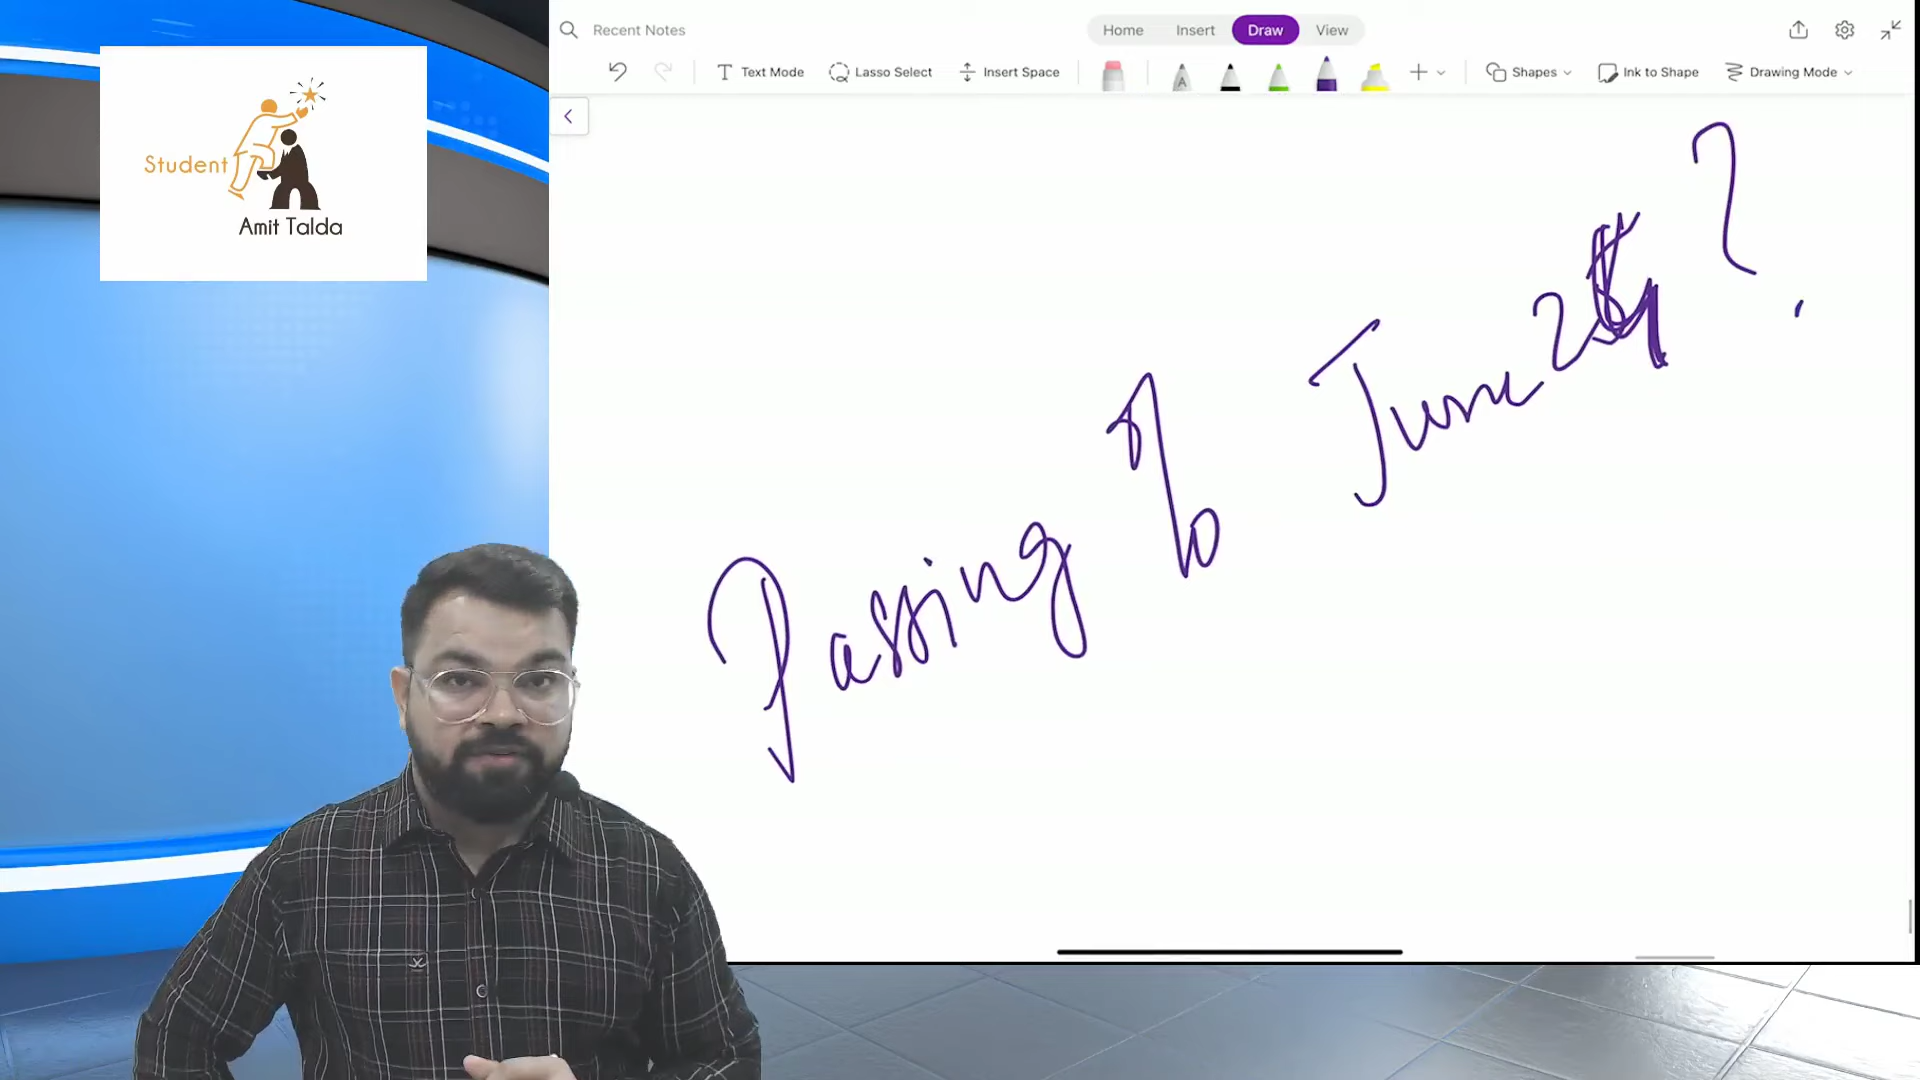 Recent Notes
Home Insert Draw View
Text Mode Lasso Select Insert Space A Shapes Ink to Shape Drawing Mode
Student
Amit Talda
Passing % June 24 ?